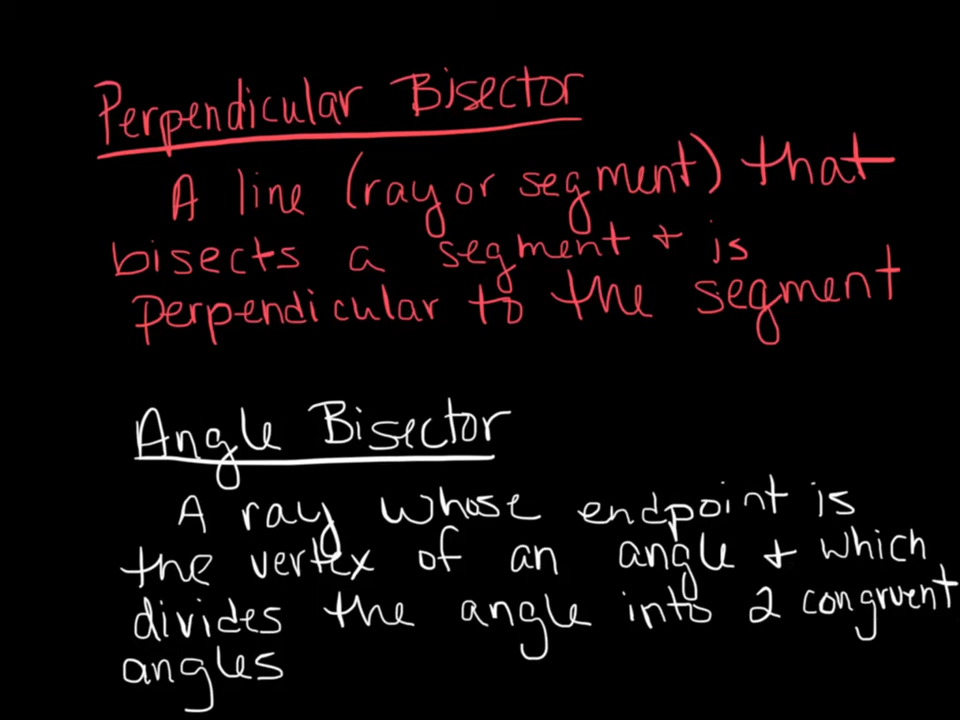 Perpendicular Bisector
A line (ray or segment) that
bisects a segment + is
perpendicular to the segment
Angle Bisector
A ray whose endpoint is
the vertex of an angle + which
divides the angle into 2 congruent
angles